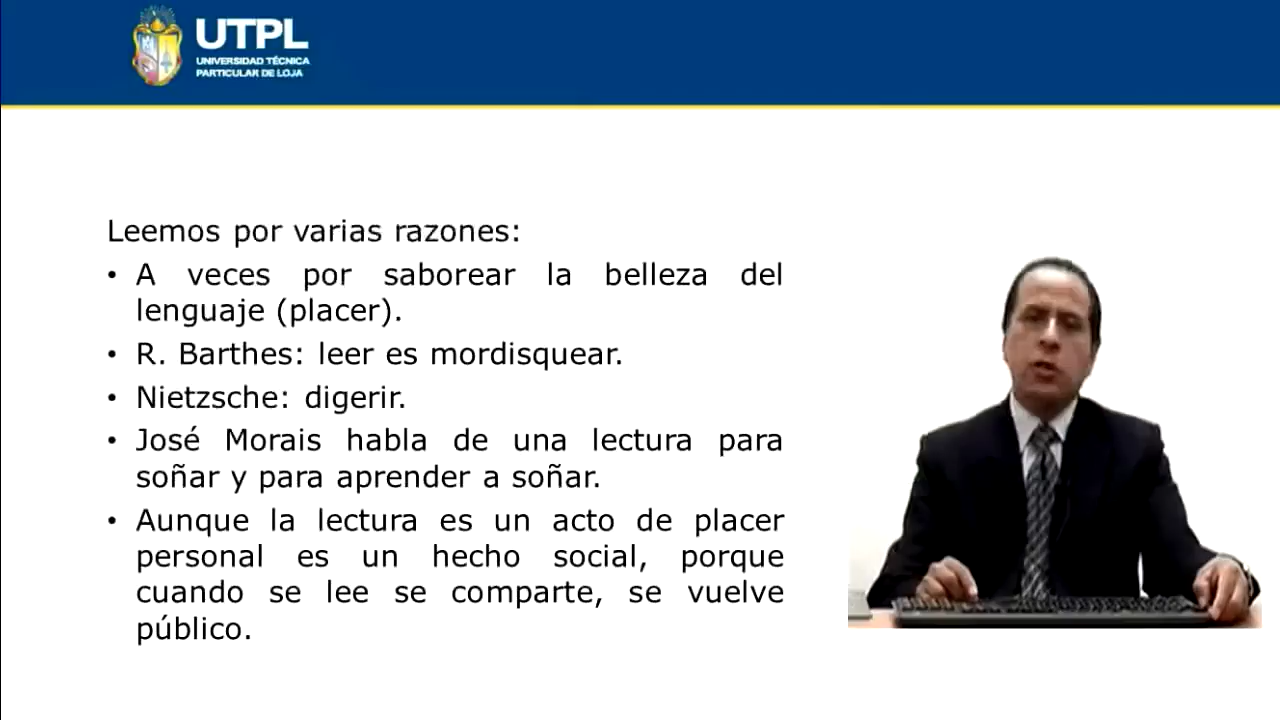 UTPL
UNIVERSIDAD TÉCNICA
PARTICULAR DE LOJA
Leemos por varias razones:
• A veces por saborear la belleza del
lenguaje (placer).
• R. Barthes: leer es mordisquear.
• Nietzsche: digerir.
• José Morais habla de una lectura para
soñar y para aprender a soñar.
• Aunque la lectura es un acto de placer
personal es un hecho social, porque
cuando se lee se comparte, se vuelve
público.